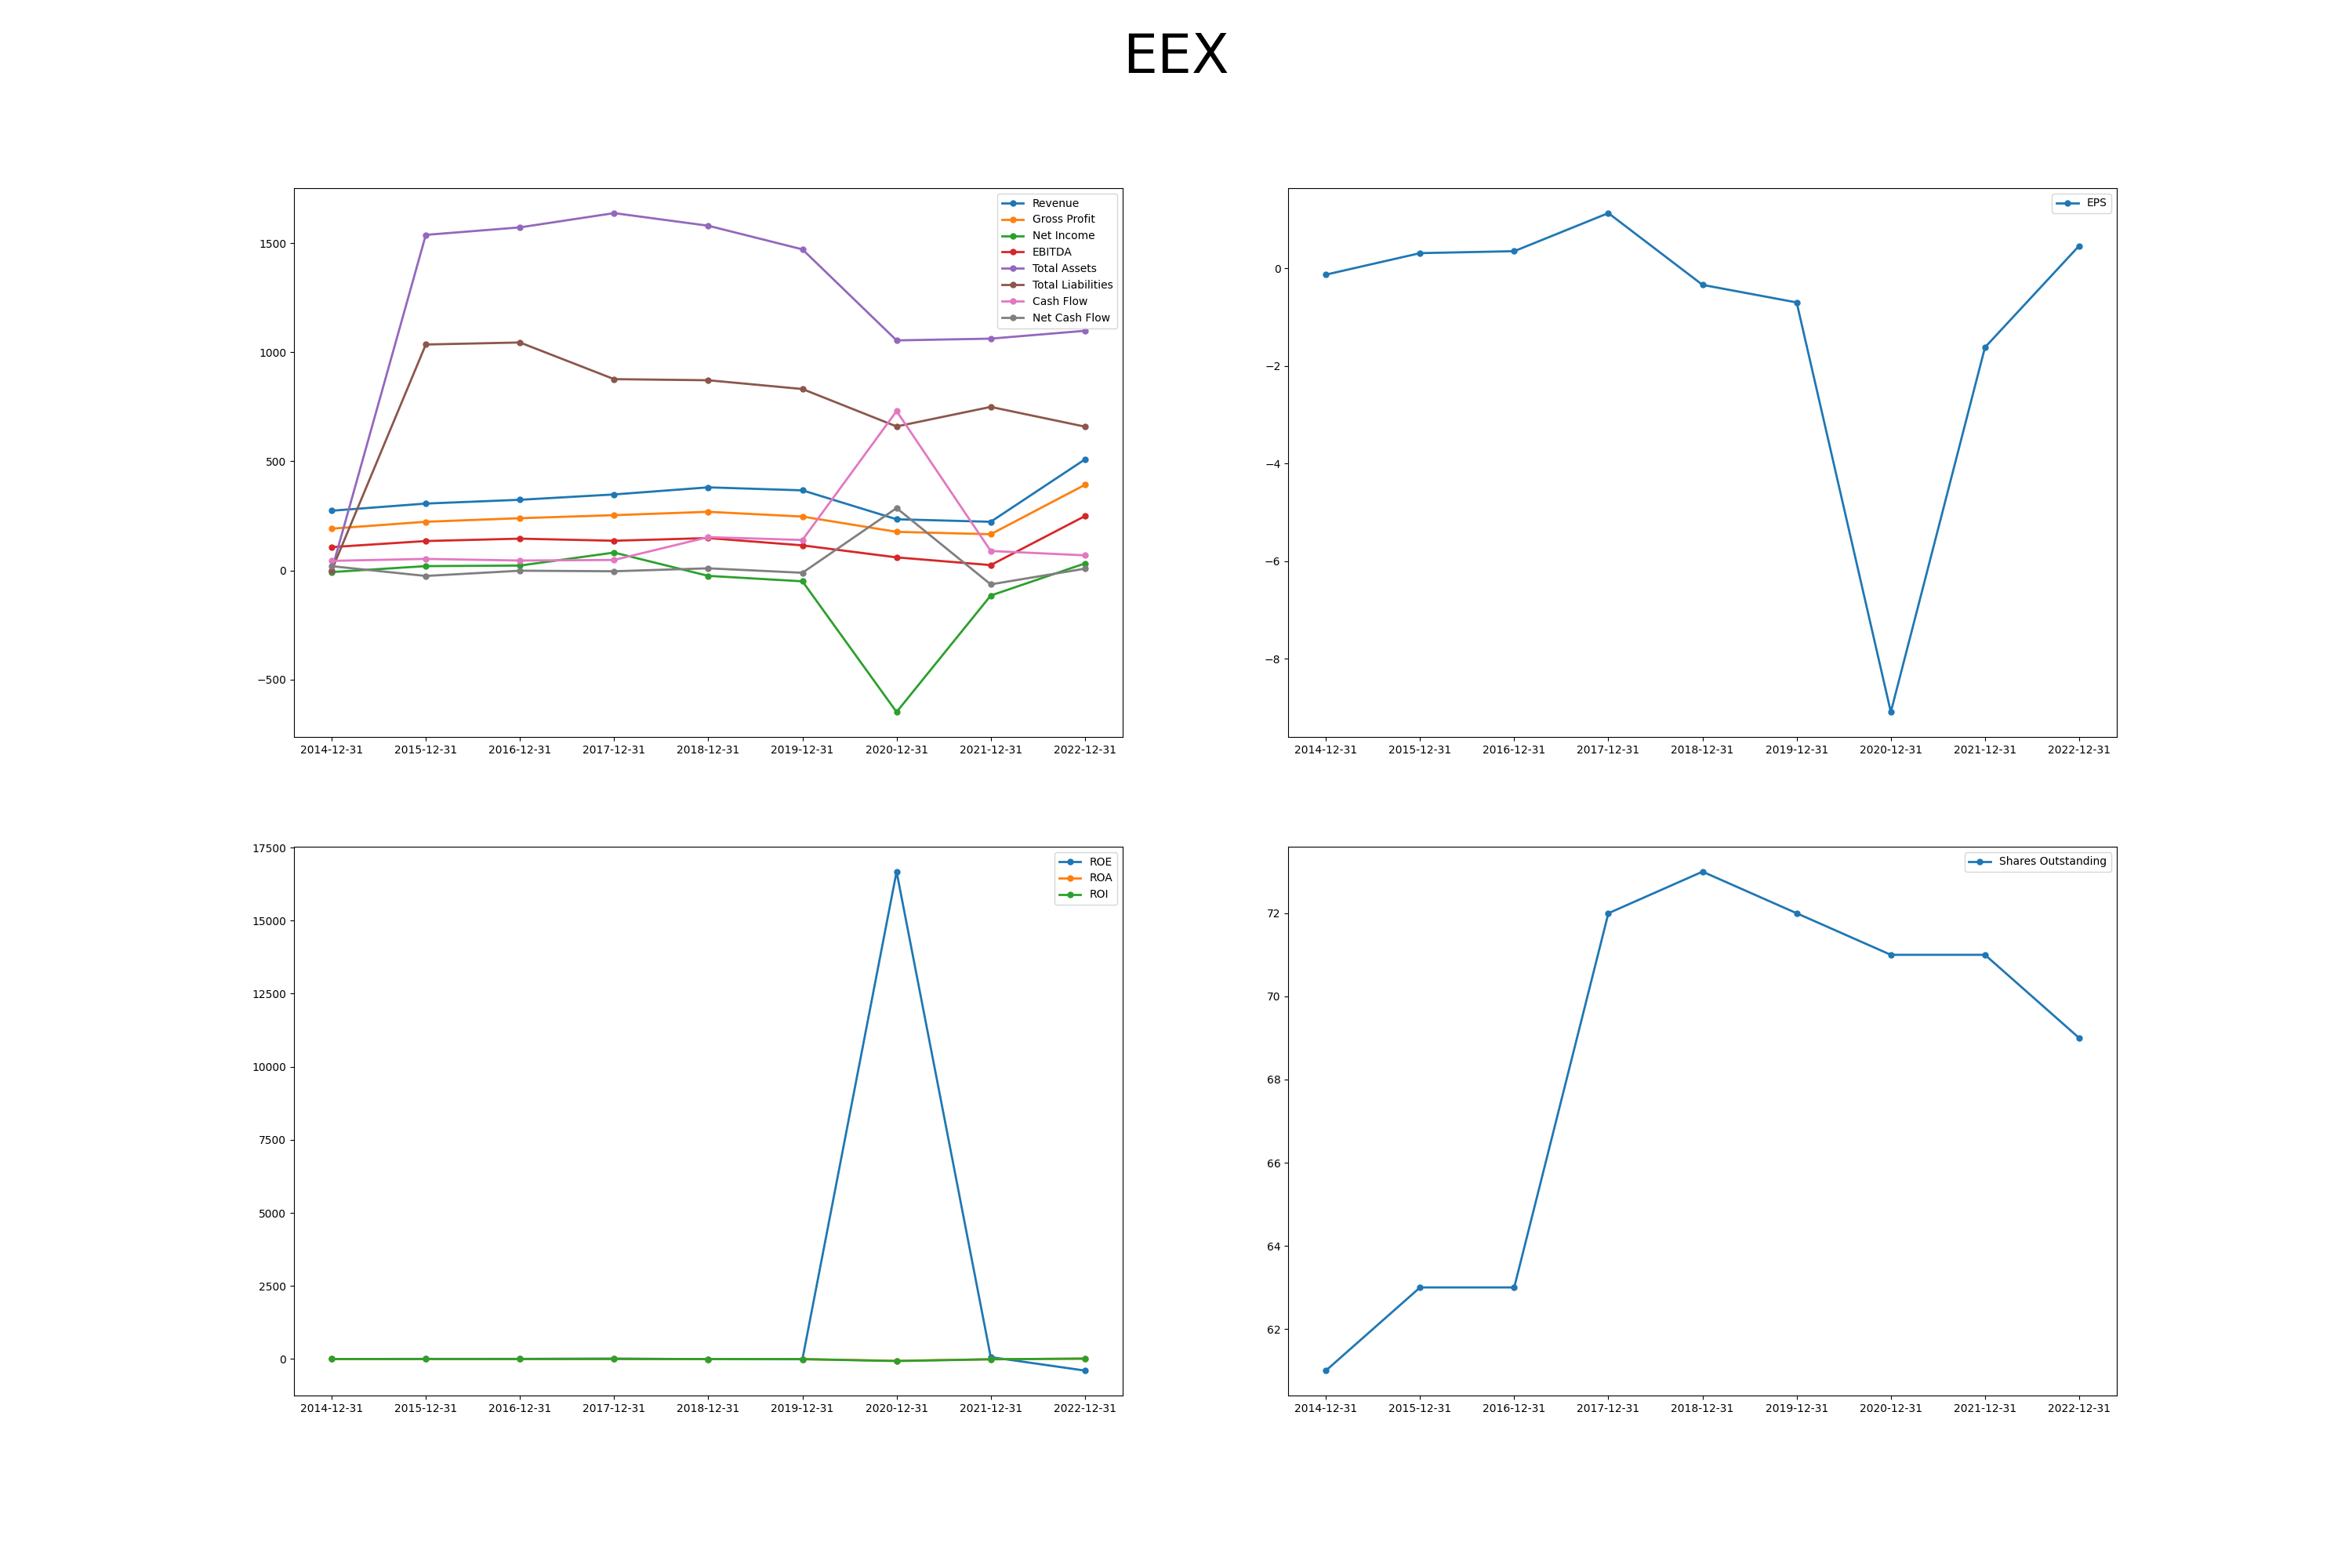 EEX
Revenue
Gross Profit
Net Income
EBITDA
Total Assets
Total Liabilities
Cash Flow
Net Cash Flow
1500
1000
500
0
−500
2014-12-31 2015-12-31 2016-12-31 2017-12-31 2018-12-31 2019-12-31 2020-12-31 2021-12-31 2022-12-31
EPS
0
−2
−4
−6
−8
2014-12-31 2015-12-31 2016-12-31 2017-12-31 2018-12-31 2019-12-31 2020-12-31 2021-12-31 2022-12-31
ROE
ROA
ROI
17500
15000
12500
10000
7500
5000
2500
0
2014-12-31 2015-12-31 2016-12-31 2017-12-31 2018-12-31 2019-12-31 2020-12-31 2021-12-31 2022-12-31
Shares Outstanding
72
70
68
66
64
62
2014-12-31 2015-12-31 2016-12-31 2017-12-31 2018-12-31 2019-12-31 2020-12-31 2021-12-31 2022-12-31